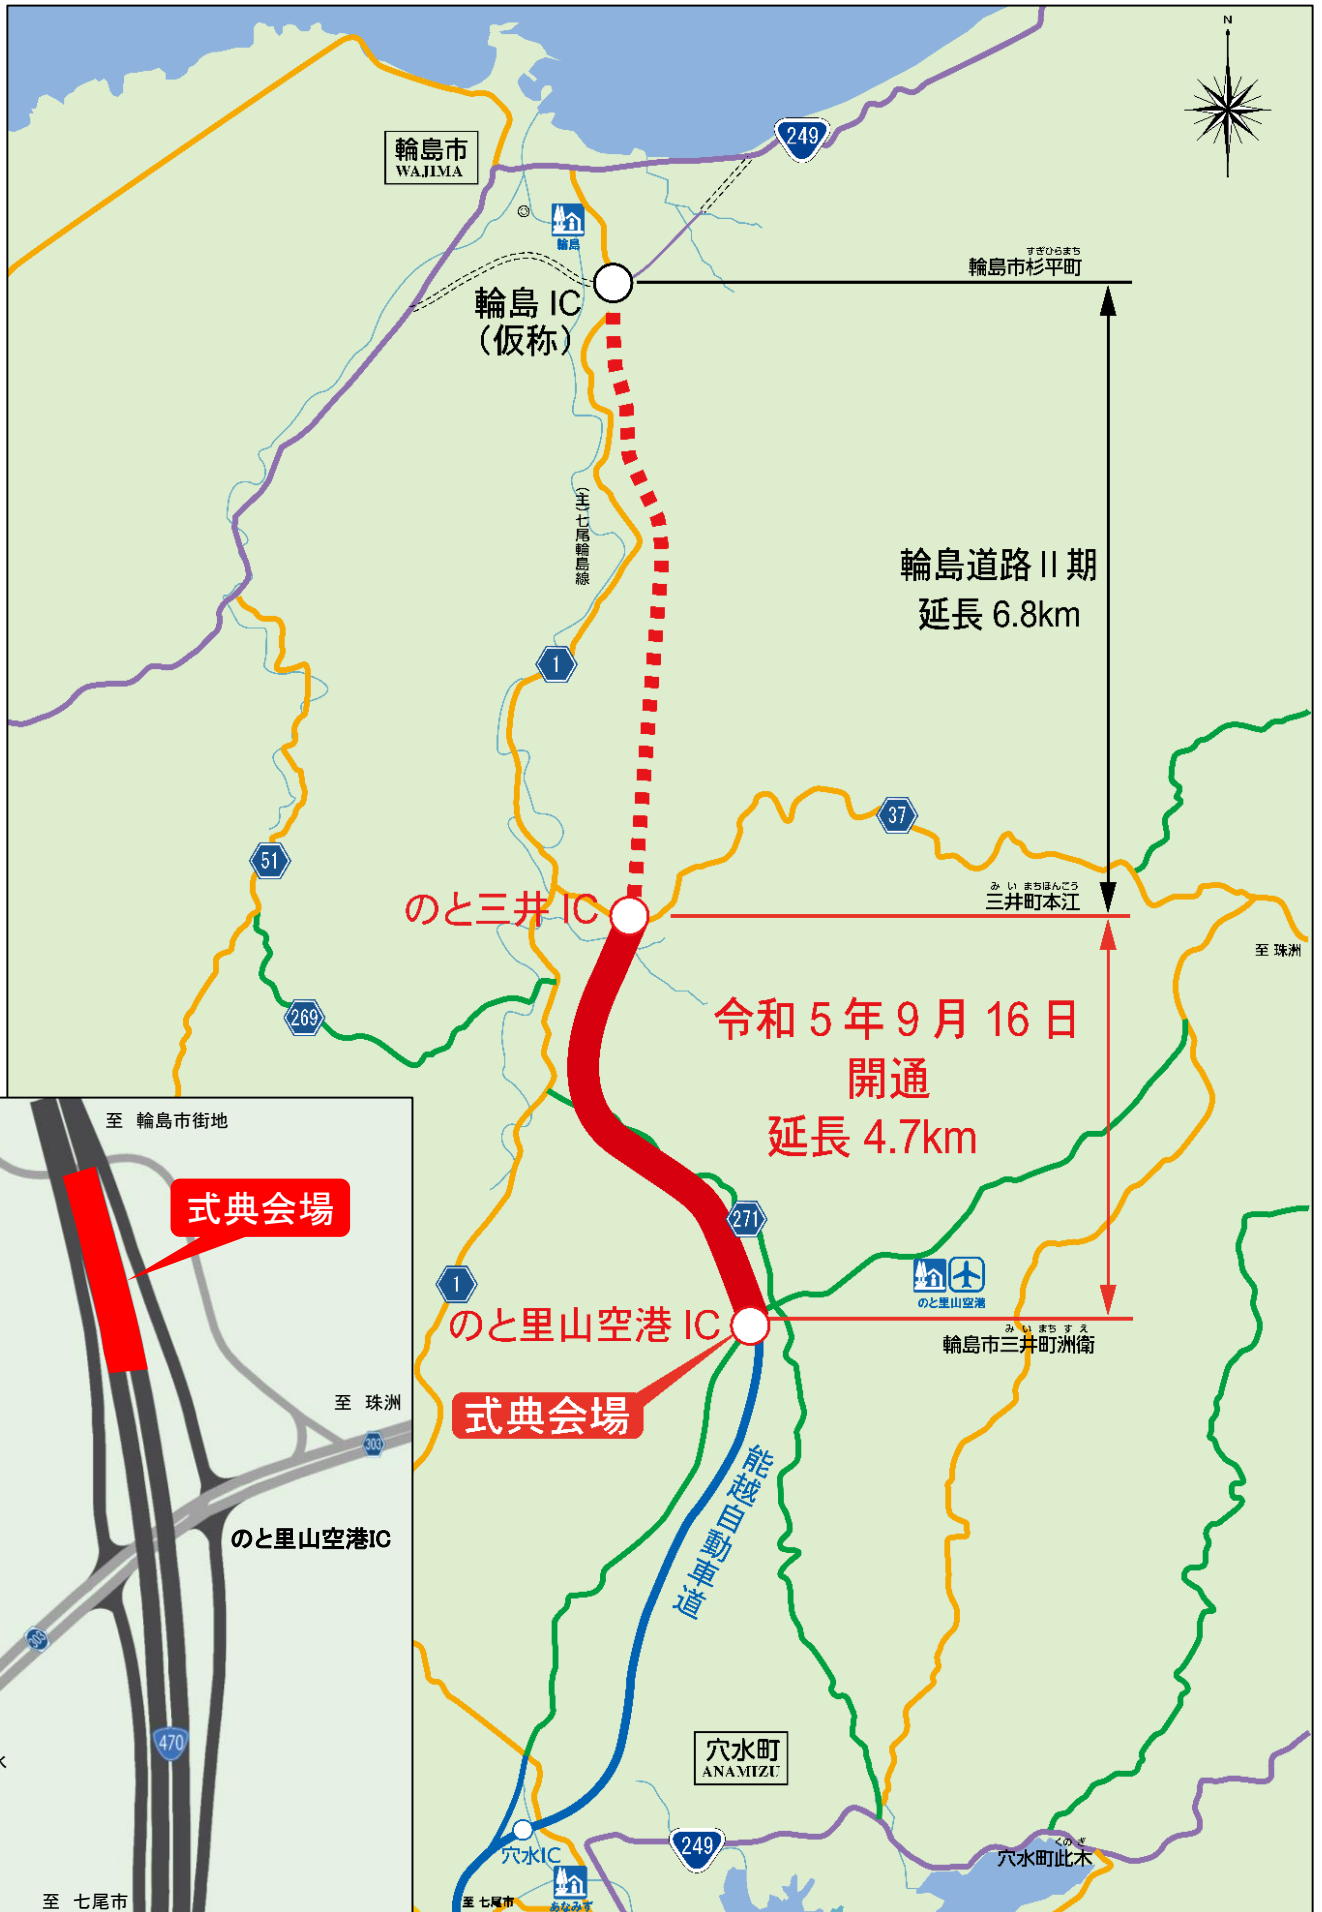 N
249
輪島市
WAJIMA
輪島
すぎひらまち
輪島市杉平町
輪島 IC
（仮称）
(主)七尾輪島線
輪島道路Ⅱ期
延長 6.8km
1
37
51
のと三井 IC
み い まちほんごう
三井町本江
至 珠洲
269
令和 5 年 9 月 16 日
開通
延長 4.7km
271
1
のと里山空港
のと里山空港 IC
み い まち す え
輪島市三井町洲衛
式典会場
能越自動車道
穴水町
ANAMIZU
249
穴水IC
くの ぎ
穴水町此木
至 七尾市
あなみず
至 輪島市街地
式典会場
至 珠洲
303
のと里山空港IC
303
470
至 七尾市